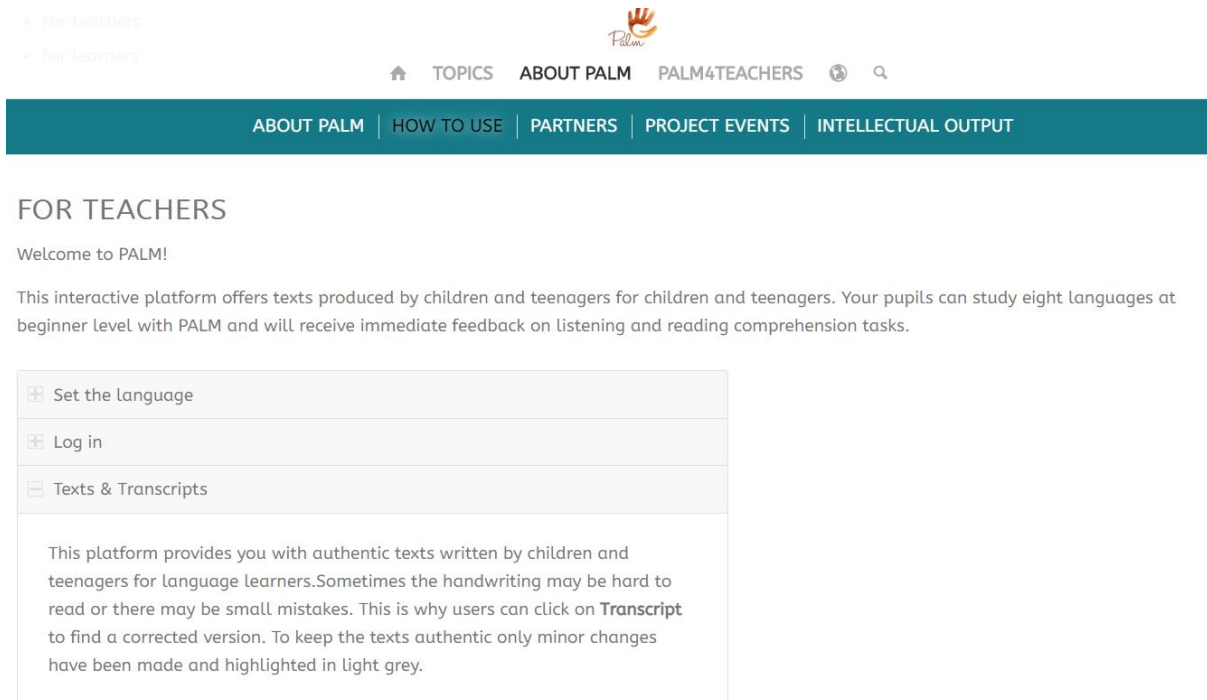 • For teachers
• For learners
Palm
TOPICS ABOUT PALM PALM4TEACHERS
ABOUT PALM | HOW TO USE | PARTNERS | PROJECT EVENTS | INTELLECTUAL OUTPUT
FOR TEACHERS
Welcome to PALM!
This interactive platform offers texts produced by children and teenagers for children and teenagers. Your pupils can study eight languages at
beginner level with PALM and will receive immediate feedback on listening and reading comprehension tasks.
Set the language
Log in
Texts & Transcripts
This platform provides you with authentic texts written by children and
teenagers for language learners.Sometimes the handwriting may be hard to
read or there may be small mistakes. This is why users can click on Transcript
to find a corrected version. To keep the texts authentic only minor changes
have been made and highlighted in light grey.